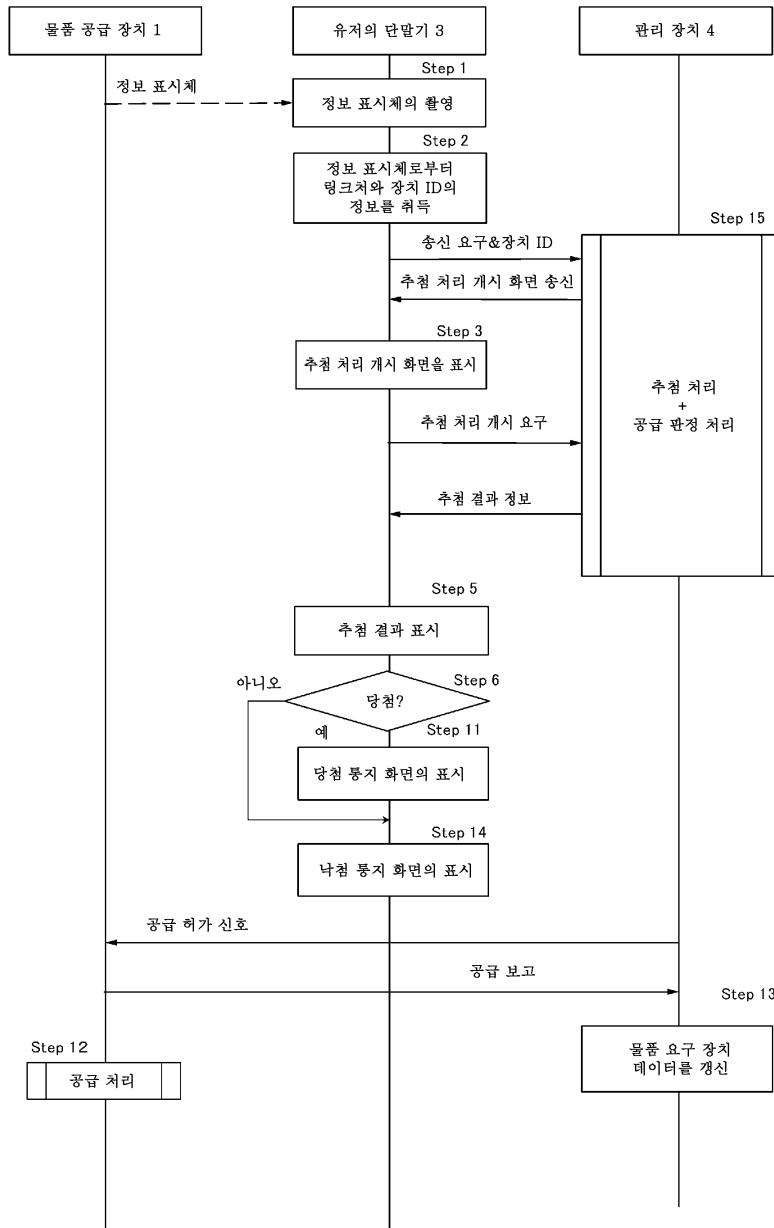 물품 공급 장치 1
유저의 단말기 3
관리 장치 4
Step 1
정보 표시체
정보 표시체의 촬영
Step 2
정보 표시체로부터
링크처와 장치 ID의
정보를 취득
Step 15
송신 요구&장치 ID
추첨 처리 개시 화면 송신
Step 3
추첨 처리 개시 화면을 표시
추첨 처리
+
공급 판정 처리
추첨 처리 개시 요구
추첨 결과 정보
Step 5
추첨 결과 표시
아니오
Step 6
당첨?
예
Step 11
당첨 통지 화면의 표시
Step 14
낙첨 통지 화면의 표시
공급 허가 신호
공급 보고
Step 13
물품 요구 장치
데이터를 갱신
Step 12
공급 처리